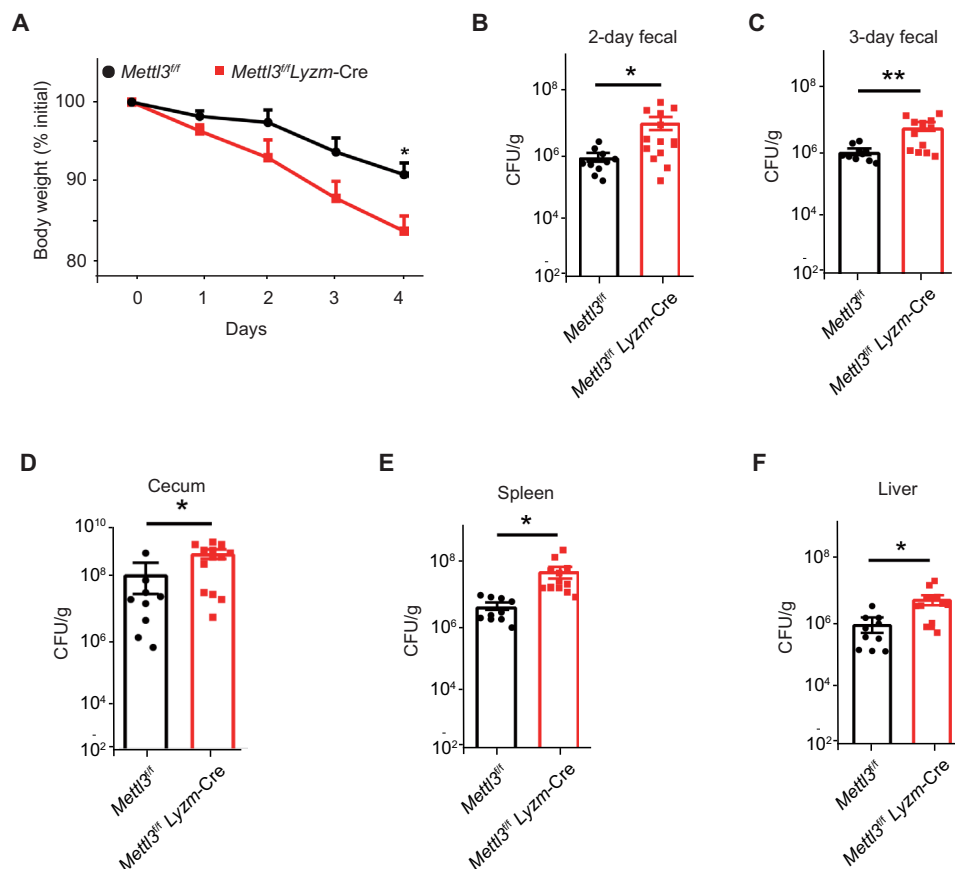 A
Mettl3f/f Mettl3f/fLyzm-Cre
Body weight (% initial)
100
90
80
*
0 1 2 3 4
Days
B
2-day fecal
*
CFU/g
10⁸
10⁶
10⁴
-
10²
Mettl3f/f
Mettl3f/f Lyzm-Cre
C
3-day fecal
**
CFU/g
10⁸
10⁶
10⁴
-
10²
Mettl3f/f
Mettl3f/f Lyzm-Cre
D
Cecum
*
CFU/g
10¹⁰
10⁸
10⁶
10⁴
-
10²
Mettl3f/f
Mettl3f/f Lyzm-Cre
E
Spleen
*
CFU/g
10⁸
10⁶
10⁴
-
10²
Mettl3f/f
Mettl3f/f Lyzm-Cre
F
Liver
*
CFU/g
10⁸
10⁶
10⁴
-
10²
Mettl3f/f
Mettl3f/f Lyzm-Cre